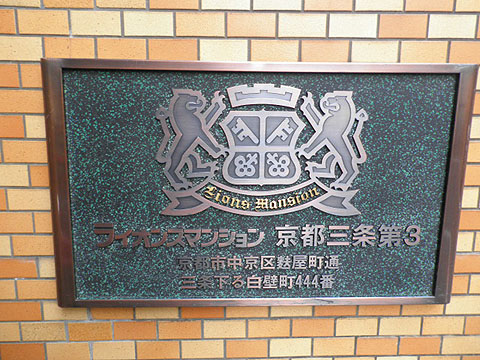 Lions Mansion
ライオンズマンション 京都三条第3
京都市中京区麩屋町通
三条下る白壁町444番